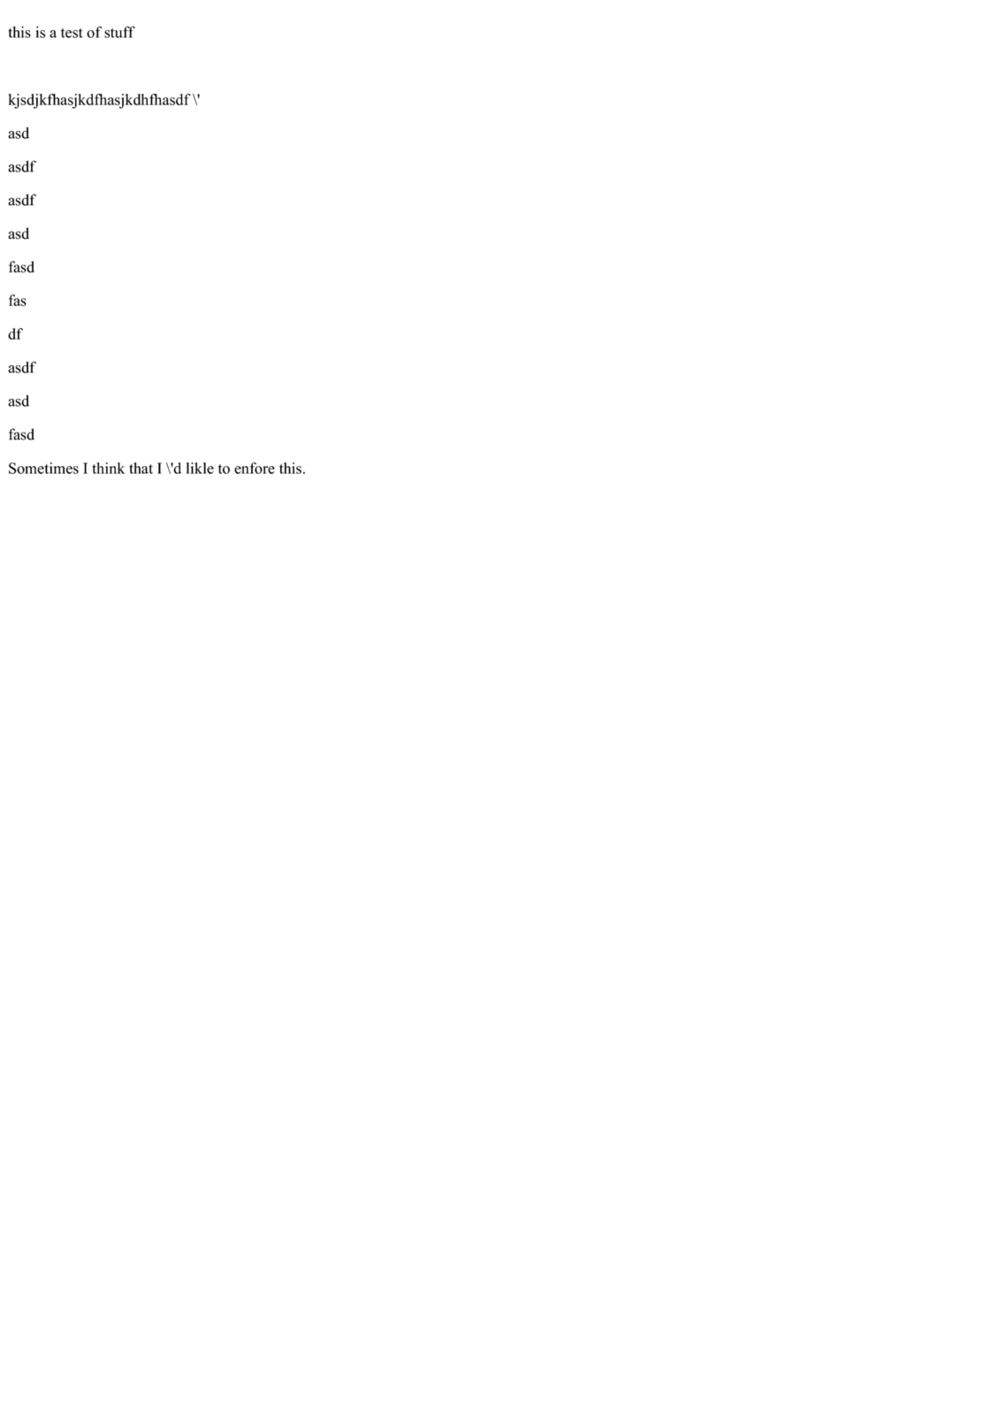 this is a test of stuff
kjsdjkfhasjkdfhasjkdhfhasdf \'
asd
asdf
asdf
asd
fasd
fas
df
asdf
asd
fasd
Sometimes I think that I \'d likle to enfore this.